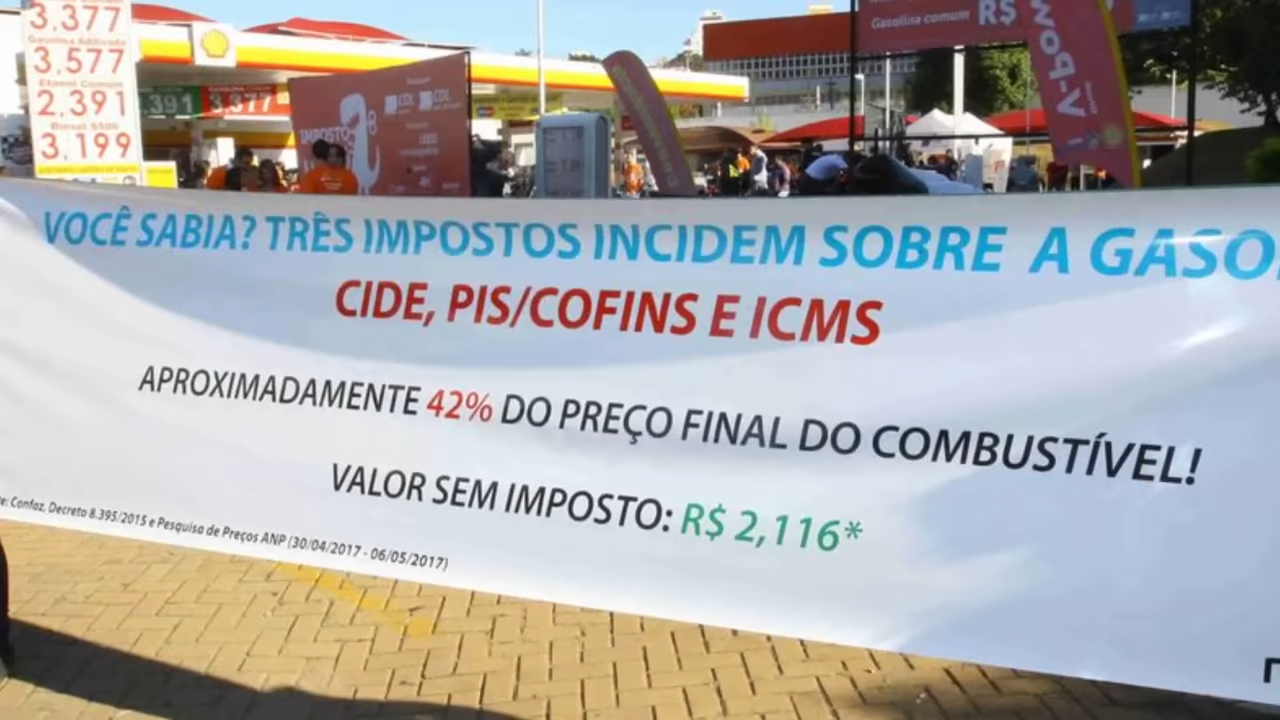 3,377
Gasolina Aditivada
3,577
Etanol Comum
2,391
Diesel S500
3,199
391
3,377
IMPOSTO
CDL
CDL
Gasolina comum R$
V-Pow
VOCÊ SABIA? TRÊS IMPOSTOS INCIDEM SOBRE A GASO
CIDE, PIS/COFINS E ICMS
APROXIMADAMENTE 42% DO PREÇO FINAL DO COMBUSTÍVEL!
VALOR SEM IMPOSTO: R$ 2,116*
e: Confaz, Decreto 8.395/2015 e Pesquisa de Preços ANP (30/04/2017 - 06/05/2017)